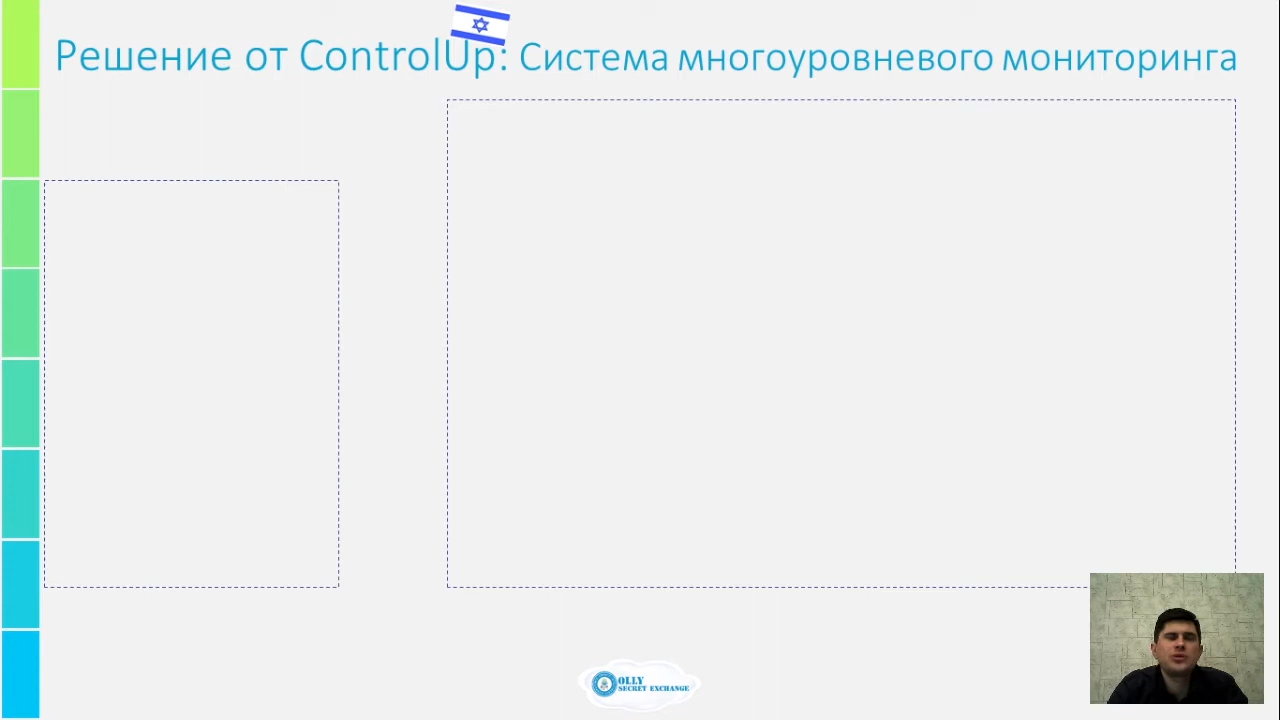 Решение от ControlUp: Система многоуровневого мониторинга
OLLY
SECRET EXCHANGE